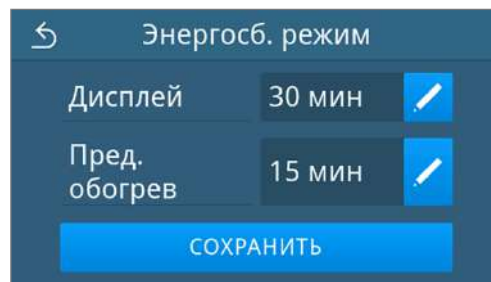 Энергосб. режим
Дисплей 30 мин
Пред.
обогрев 15 мин
СОХРАНИТЬ